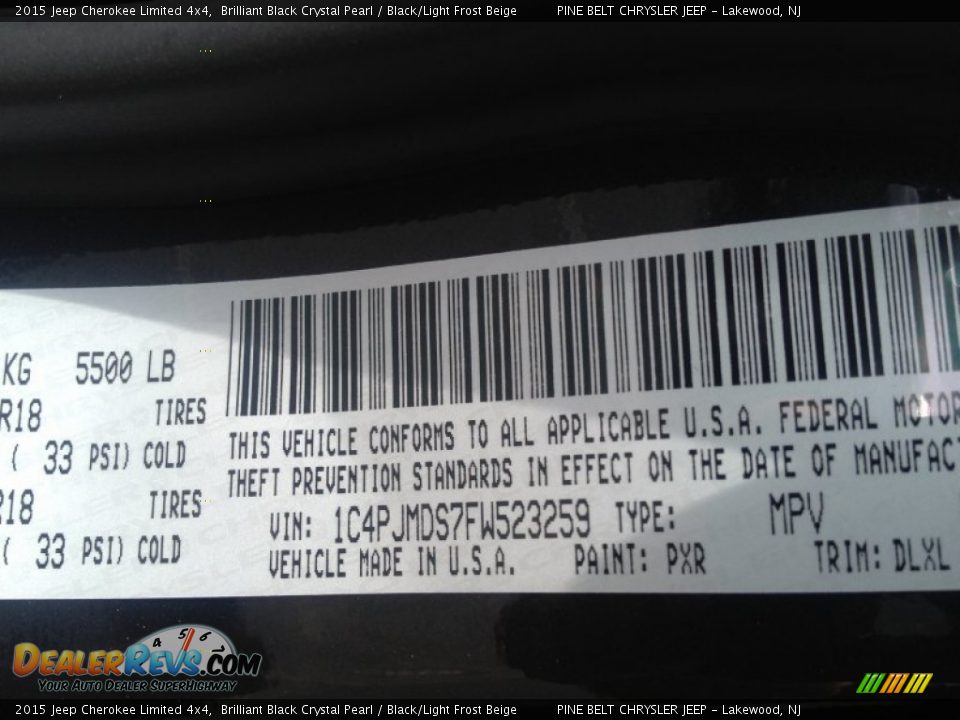 2015 Jeep Cherokee Limited 4x4, Brilliant Black Crystal Pearl / Black/Light Frost Beige PINE BELT CHRYSLER JEEP - Lakewood, NJ
KG 5500 LB
R18 TIRES
( 33 PSI) COLD
R18 TIRES
( 33 PSI) COLD
THIS VEHICLE CONFORMS TO ALL APPLICABLE U.S.A. FEDERAL MOTOR
THEFT PREVENTION STANDARDS IN EFFECT ON THE DATE OF MANUFAC
VIN: 1C4PJMDS7FW523259 TYPE: MPV
VEHICLE MADE IN U.S.A. PAINT: PXR TRIM: DLXL
4 5 6
DEALERREVS.COM
YOUR AUTO DEALER SUPERHIGHWAY
2015 Jeep Cherokee Limited 4x4, Brilliant Black Crystal Pearl / Black/Light Frost Beige PINE BELT CHRYSLER JEEP - Lakewood, NJ